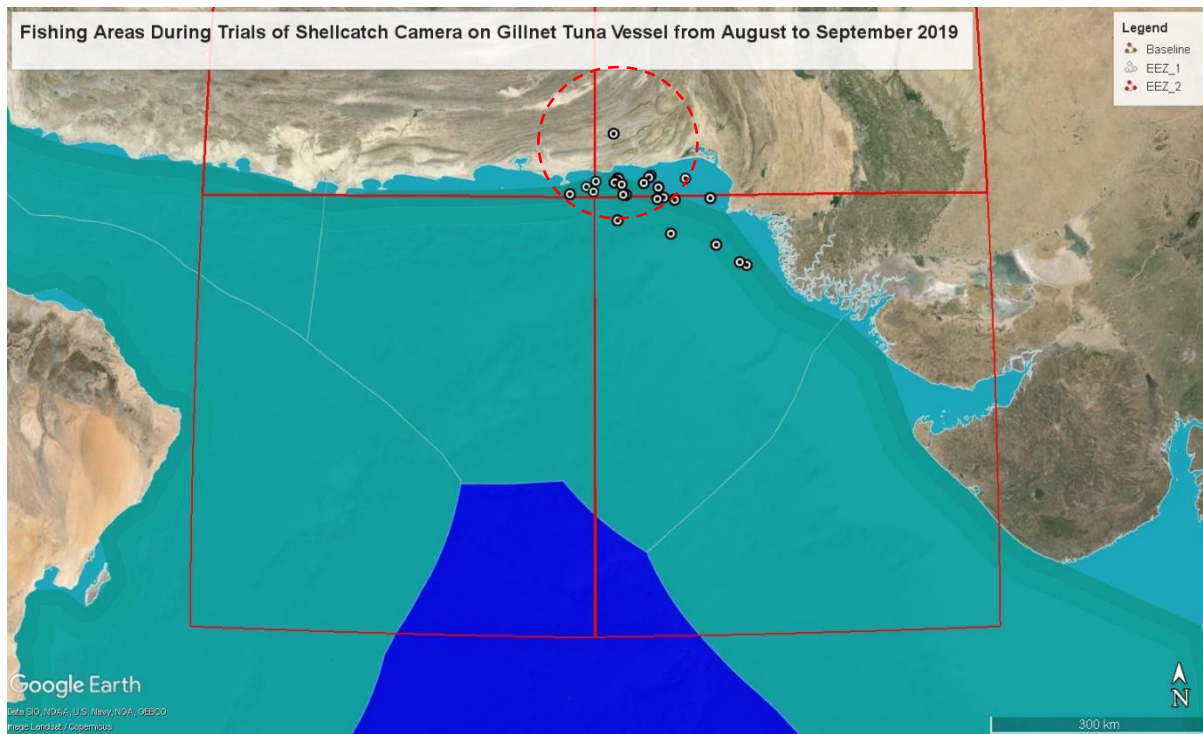 Fishing Areas During Trials of Shellcatch Camera on Gillnet Tuna Vessel from August to September 2019
Legend
Baseline
EEZ_1
EEZ_2
Google Earth
Data SIO, NOAA, U.S. Navy, NGA, GEBCO
Image Landsat / Copernicus
N
300 km